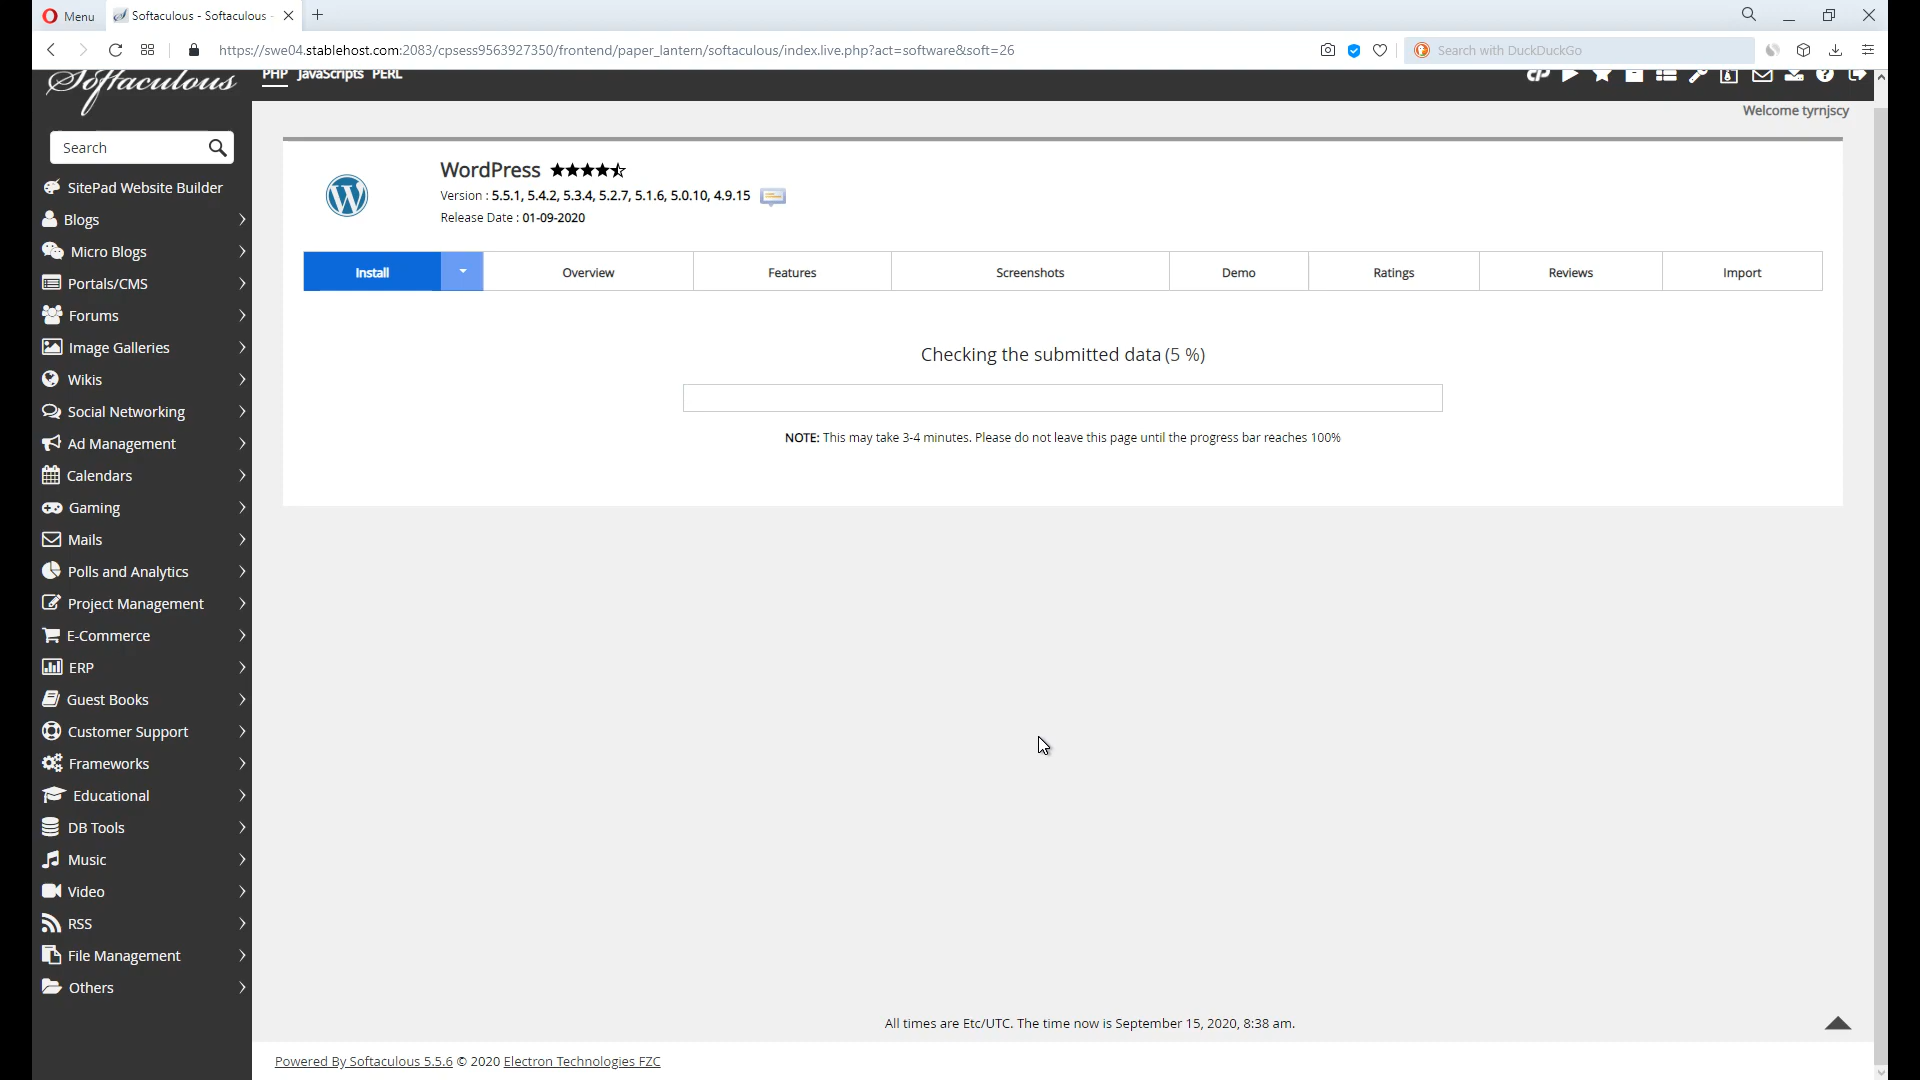 Menu
Softaculous - Softaculous -
https://swe04.stablehost.com:2083/cpsess9563927350/frontend/paper_lantern/softaculous/index.live.php?act=software&soft=26
Search with DuckDuckGo
Softaculous
PHP JavaScripts PERL
Welcome tyrnjscy
Search
SitePad Website Builder
Blogs
Micro Blogs
Portals/CMS
Forums
Image Galleries
Wikis
Social Networking
Ad Management
Calendars
Gaming
Mails
Polls and Analytics
Project Management
E-Commerce
ERP
Guest Books
Customer Support
Frameworks
Educational
DB Tools
Music
Video
RSS
File Management
Others
WordPress
Version : 5.5.1, 5.4.2, 5.3.4, 5.2.7, 5.1.6, 5.0.10, 4.9.15
Release Date : 01-09-2020
Install Overview Features Screenshots Demo Ratings Reviews Import
Checking the submitted data (5 %)
NOTE: This may take 3-4 minutes. Please do not leave this page until the progress bar reaches 100%
All times are Etc/UTC. The time now is September 15, 2020, 8:38 am.
Powered By Softaculous 5.5.6 © 2020 Electron Technologies FZC